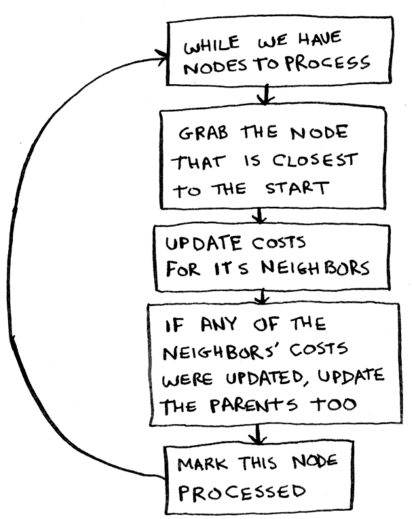 WHILE WE HAVE
NODES TO PROCESS
GRAB THE NODE
THAT IS CLOSEST
TO THE START
UPDATE COSTS
FOR ITS NEIGHBORS
IF ANY OF THE
NEIGHBORS' COSTS
WERE UPDATED, UPDATE
THE PARENTS TOO
MARK THIS NODE
PROCESSED